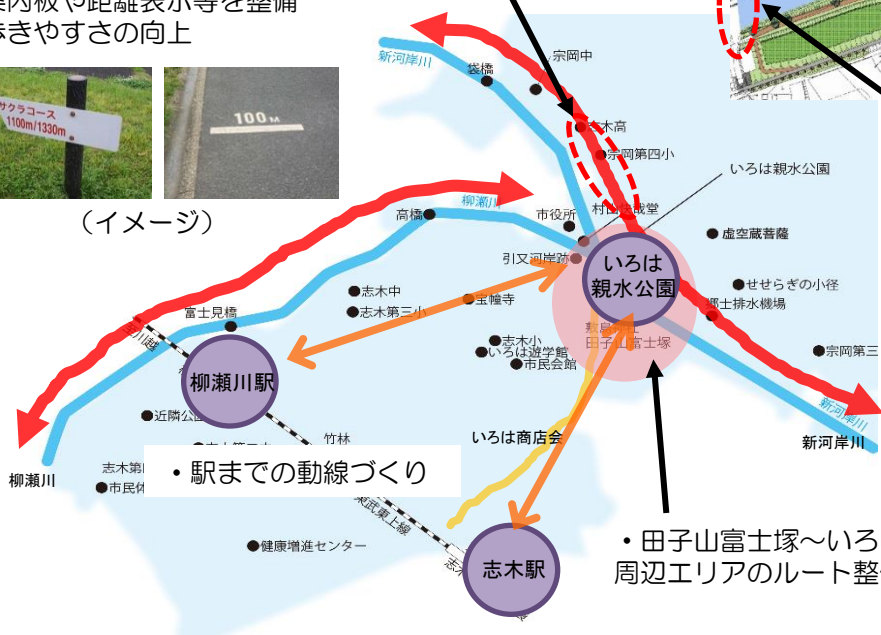 案内板や距離表示等を整備
歩きやすさの向上
サクラコース
1100m/1330m
100M
（イメージ）
新河岸川
袋橋
宗岡中
志木高
宗岡第四小
いろは親水公園
柳瀬川
高橋
市役所
村山快哉堂
引又河岸跡
いろは
親水公園
虚空蔵菩薩
せせらぎの小径
郷士排水機場
志木中
志木第三小
宝幢寺
富士見橋
至川越
敷島神社
田子山富士塚
志木小
いろは遊学館
市民会館
宗岡第三
柳瀬川駅
近隣公園
竹林
いろは商店会
新河岸川
新河岸川
・駅までの動線づくり
柳瀬川
東武東上線
健康増進センター
志木駅
・田子山富士塚～いろ
周辺エリアのルート整